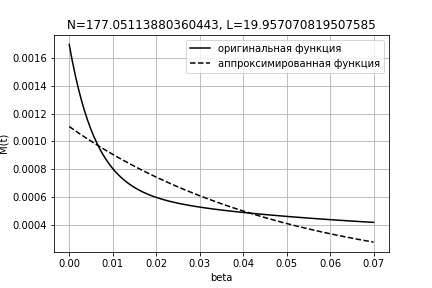 N=177.05113880360443, L=19.957070819507585
оригинальная функция
аппроксимированная функция
M(t)
0.0016
0.0014
0.0012
0.0010
0.0008
0.0006
0.0004
0.00 0.01 0.02 0.03 0.04 0.05 0.06 0.07
beta